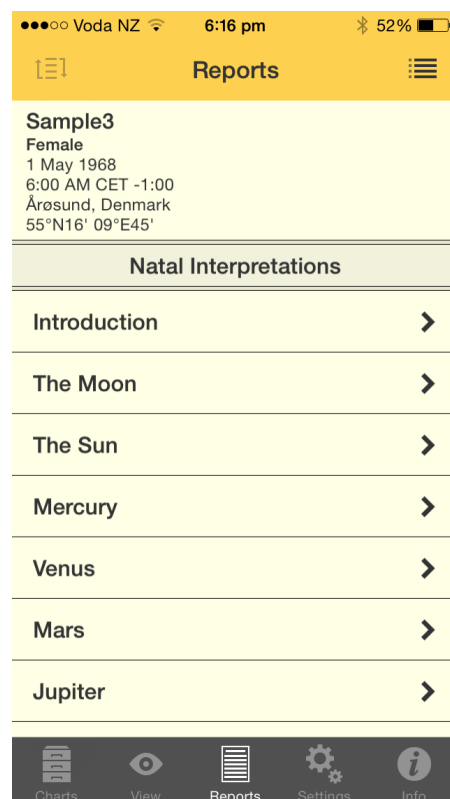 Voda NZ 6:16 pm 52%
Reports
Sample3
Female
1 May 1968
6:00 AM CET -1:00
Årøsund, Denmark
55°N16' 09°E45'
Natal Interpretations
Introduction
The Moon
The Sun
Mercury
Venus
Mars
Jupiter
Charts View Reports Settings Info